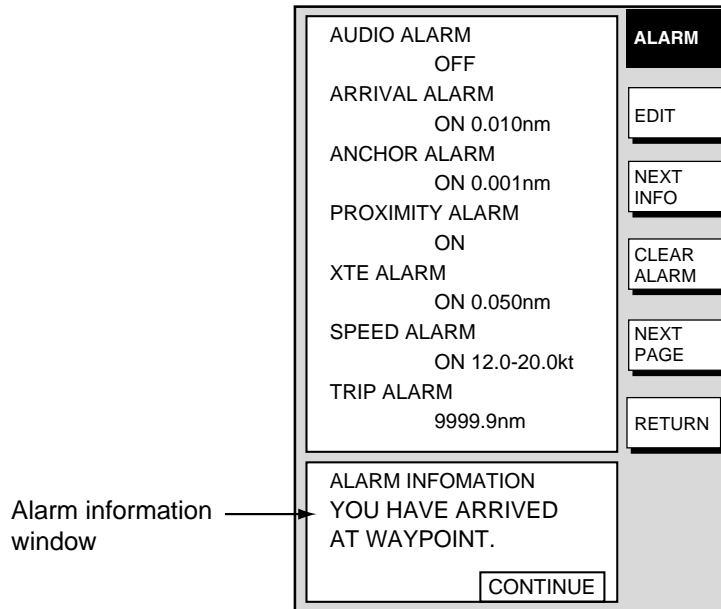 AUDIO ALARM
OFF
ARRIVAL ALARM
ON 0.010nm
ANCHOR ALARM
ON 0.001nm
PROXIMITY ALARM
ON
XTE ALARM
ON 0.050nm
SPEED ALARM
ON 12.0-20.0kt
TRIP ALARM
9999.9nm
ALARM
EDIT
NEXT
INFO
CLEAR
ALARM
NEXT
PAGE
RETURN
Alarm information
window
ALARM INFOMATION
YOU HAVE ARRIVED
AT WAYPOINT.
CONTINUE